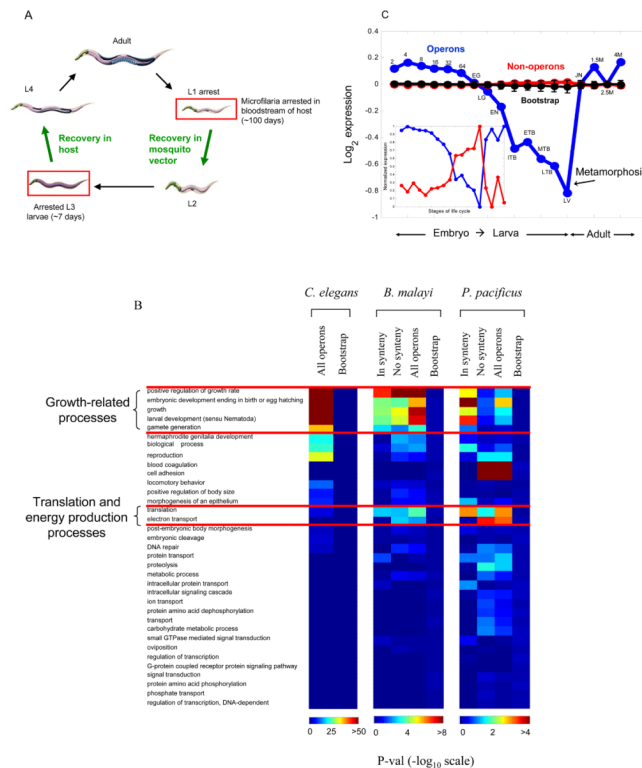 A
Adult
L4
L1 arrest
Microfilaria arrested in
bloodstream of host
(~100 days)
Recovery in
host
Recovery in
mosquito
vector
Arrested L3
larvae (~7 days)
L2
C
0.4
0.2
0
-0.2
-0.4
-0.6
-0.8
-1
Log2 expression
Operons
Non-operons
Bootstrap
2
4
8
16
32
64
EG
LG
EN
ITB
ETB
MTB
LTB
LV
JN
1.5M
2.5M
4M
Metamorphosi
Normalized expression
Stages of life cycle
Embryo
Larva
Adult
B
C. elegans
B. malayi
P. pacificus
All operons
Bootstrap
In synteny
No synteny
All operons
Bootstrap
In synteny
No synteny
All operons
Bootstrap
Growth-related
processes
Translation and
energy production
processes
positive regulation of growth rate
embryonic development ending in birth or egg hatching
growth
larval development (sensu Nematoda)
gamete generation
hermaphrodite genitalia development
biological process
reproduction
blood coagulation
cell adhesion
locomotory behavior
positive regulation of body size
morphogenesis of an epithelium
translation
electron transport
post-embryonic body morphogenesis
embryonic cleavage
DNA repair
protein transport
proteolysis
metabolic process
intracellular protein transport
intracellular signaling cascade
ion transport
protein amino acid dephosphorylation
transport
carbohydrate metabolic process
small GTPase mediated signal transduction
oviposition
regulation of transcription
G-protein coupled receptor protein signaling pathway
signal transduction
protein amino acid phosphorylation
phosphate transport
regulation of transcription, DNA-dependent
0 25 >50
0 4 >8
0 2 >4
P-val (-log10 scale)